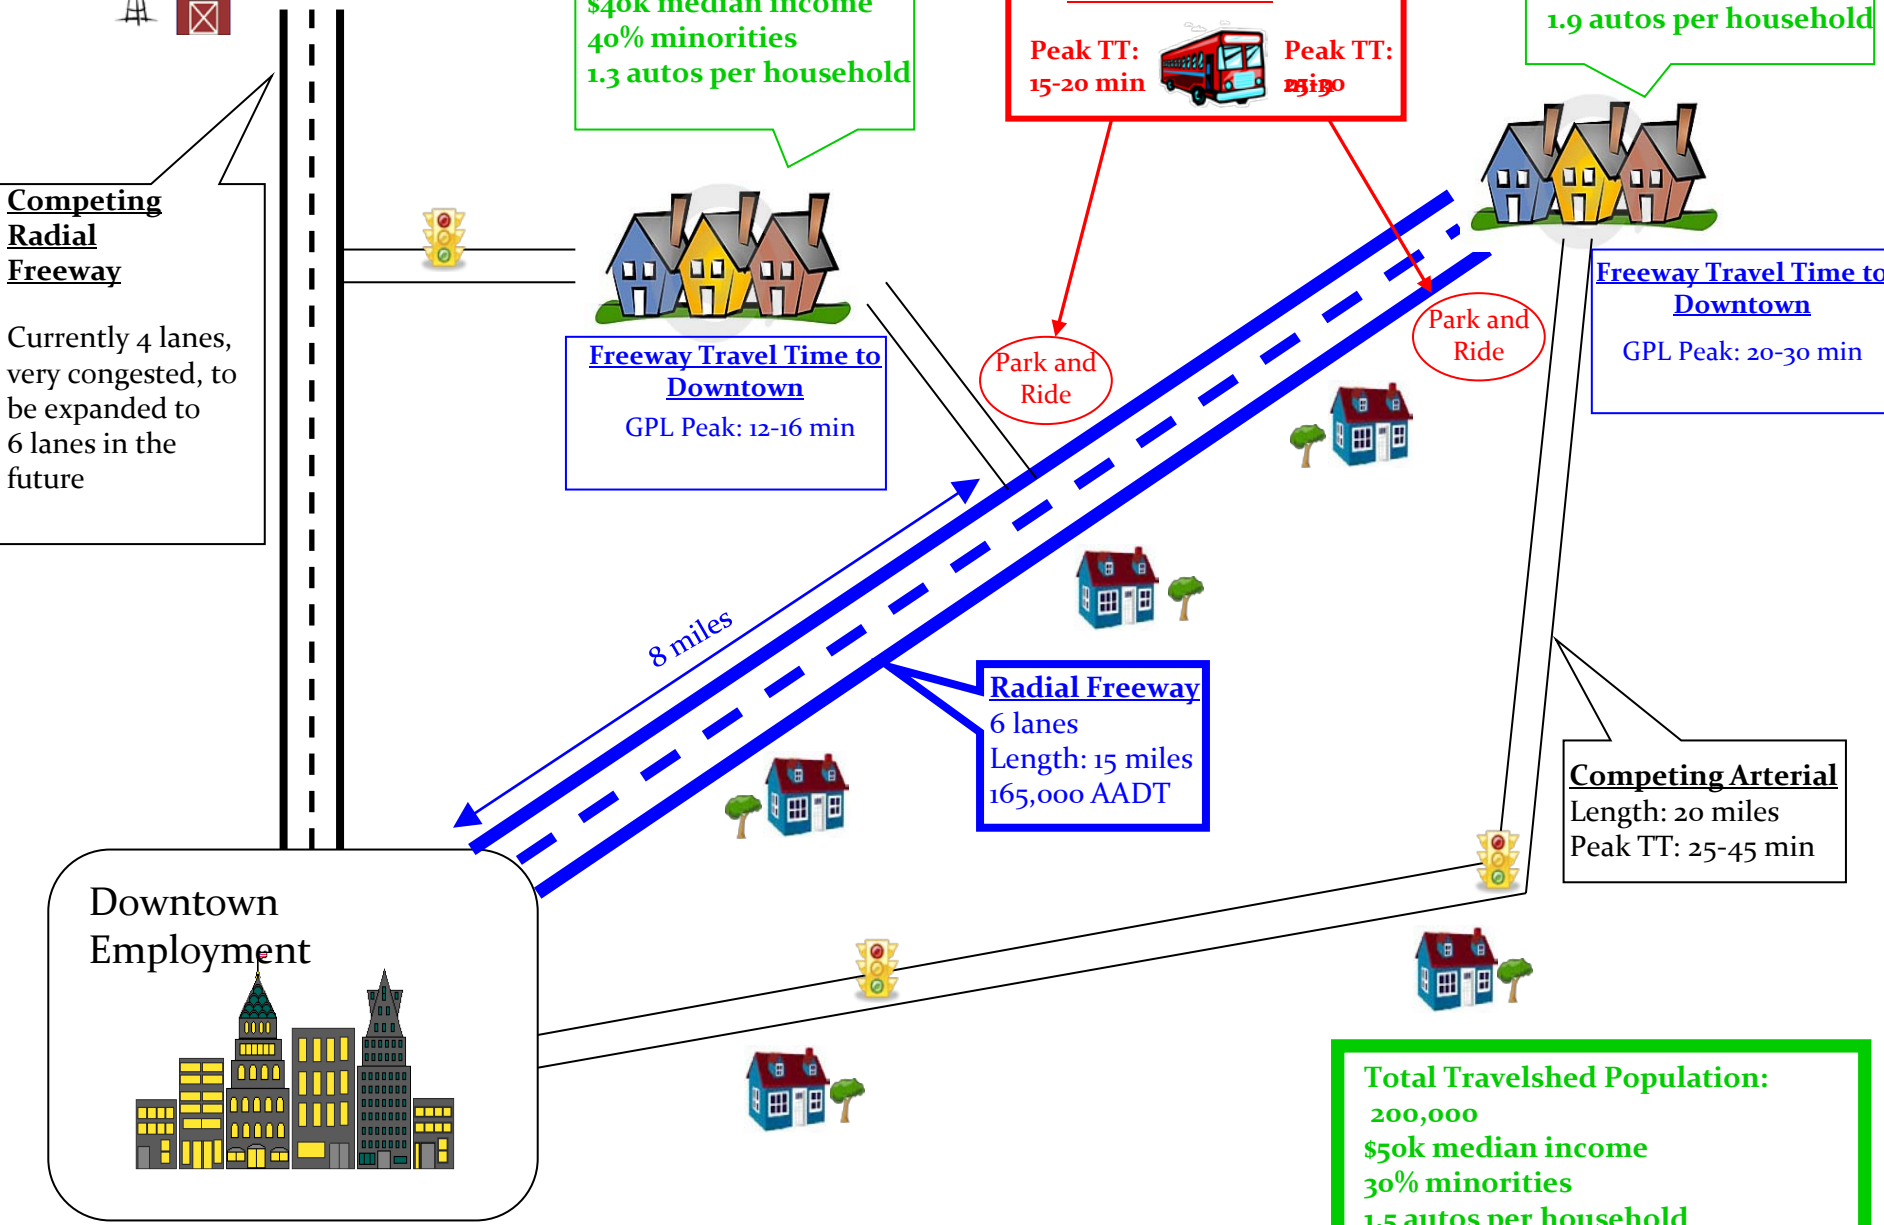 $40k median income
40% minorities
1.3 autos per household
Peak TT:
15-20 min
Peak TT:
25-30
min
1.9 autos per household
Competing
Radial
Freeway
Currently 4 lanes,
very congested, to
be expanded to
6 lanes in the
future
Freeway Travel Time to
Downtown
GPL Peak: 12-16 min
Park and
Ride
Park and
Ride
Freeway Travel Time to
Downtown
GPL Peak: 20-30 min
8 miles
Radial Freeway
6 lanes
Length: 15 miles
165,000 AADT
Competing Arterial
Length: 20 miles
Peak TT: 25-45 min
Downtown
Employment
Total Travelshed Population:
200,000
$50k median income
30% minorities
1.5 autos per household